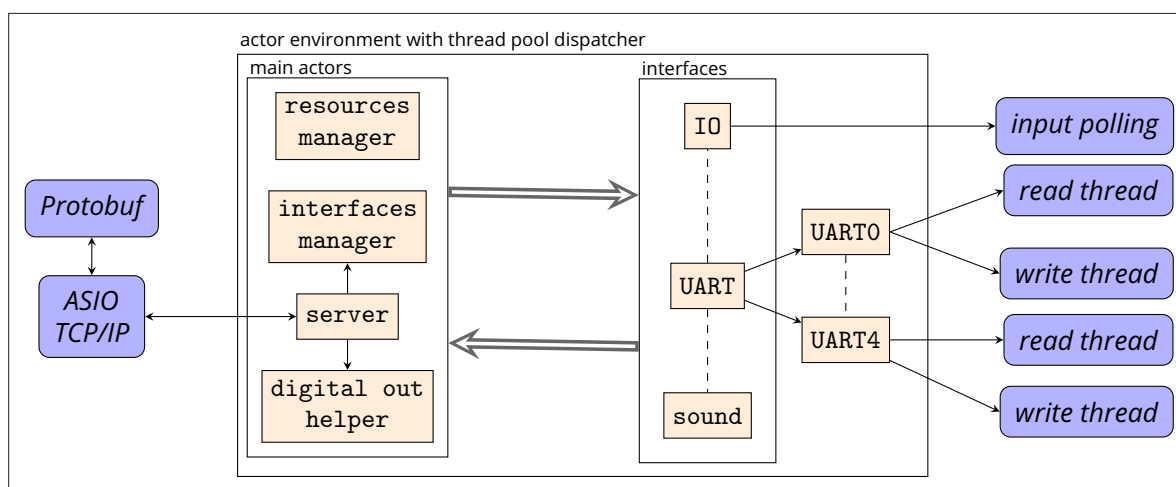 actor environment with thread pool dispatcher
main actors
interfaces
resources
manager
IO
input polling
Protobuf
interfaces
manager
read thread
UART0
write thread
ASIO
TCP/IP
server
UART
UART4
read thread
digital out
helper
sound
write thread